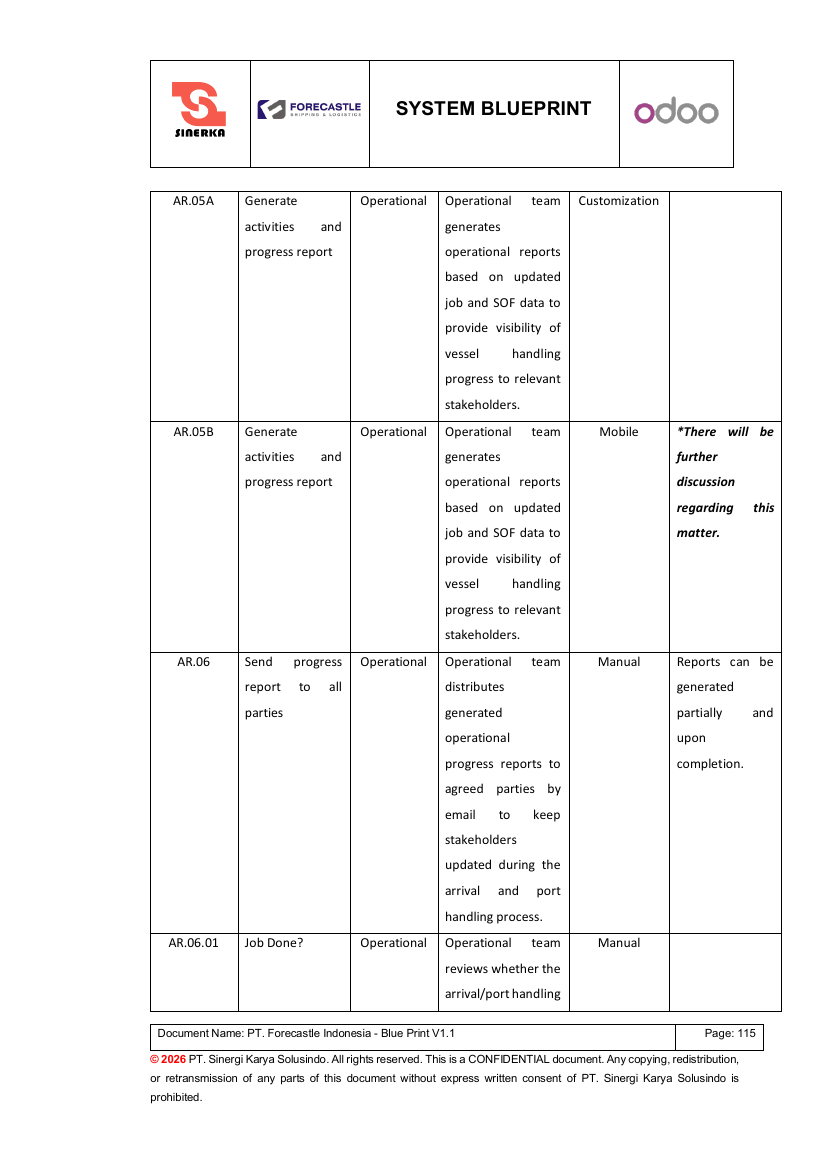 SINERKA
FORECASTLE
SHIPPING & LOGISTICS
SYSTEM BLUEPRINT
odoo
AR.05A
Generate
activities and
progress report
Operational
Operational team
generates
operational reports
based on updated
job and SOF data to
provide visibility of
vessel handling
progress to relevant
stakeholders.
Customization
AR.05B
Generate
activities and
progress report
Operational
Operational team
generates
operational reports
based on updated
job and SOF data to
provide visibility of
vessel handling
progress to relevant
stakeholders.
Mobile
*There will be
further
discussion
regarding this
matter.
AR.06
Send progress
report to all
parties
Operational
Operational team
distributes
generated
operational
progress reports to
agreed parties by
email to keep
stakeholders
updated during the
arrival and port
handling process.
Manual
Reports can be
generated
partially and
upon
completion.
AR.06.01
Job Done?
Operational
Operational team
reviews whether the
arrival/port handling
Manual
Document Name: PT. Forecastle Indonesia - Blue Print V1.1
Page: 115
© 2026 PT. Sinergi Karya Solusindo. All rights reserved. This is a CONFIDENTIAL document. Any copying, redistribution,
or retransmission of any parts of this document without express written consent of PT. Sinergi Karya Solusindo is
prohibited.